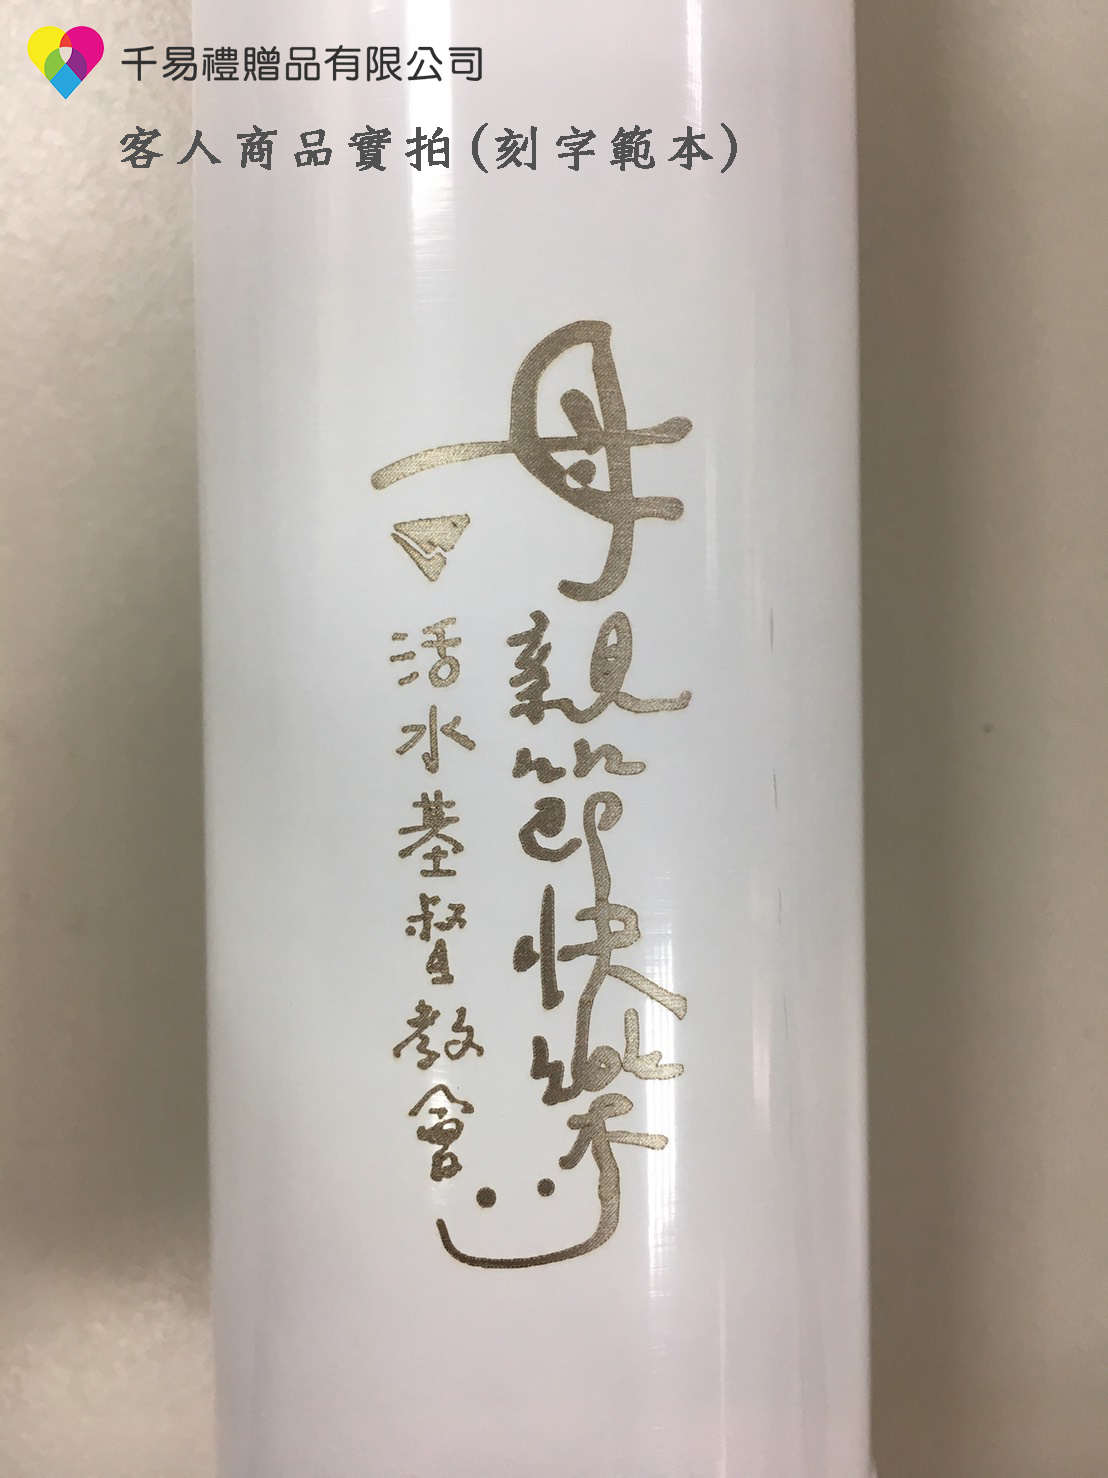 千易禮贈品有限公司
客人商品實拍(刻字範本)
母親節快樂
活水基督教會